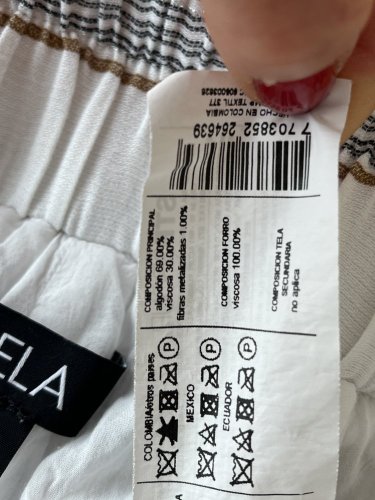 HECHO EN COLOMBIA
7 703852 264639
COMPOSICION PRINCIPAL
algodón 69.00%
viscosa 30.00%
fibras metalizadas 1.00%
COMPOSICION FORRO
viscosa 100.00%
COMPOSICION TELA
SECUNDARIA
no aplica
COLOMBIA/otros paises
MEXICO
ECUADOR
ELA